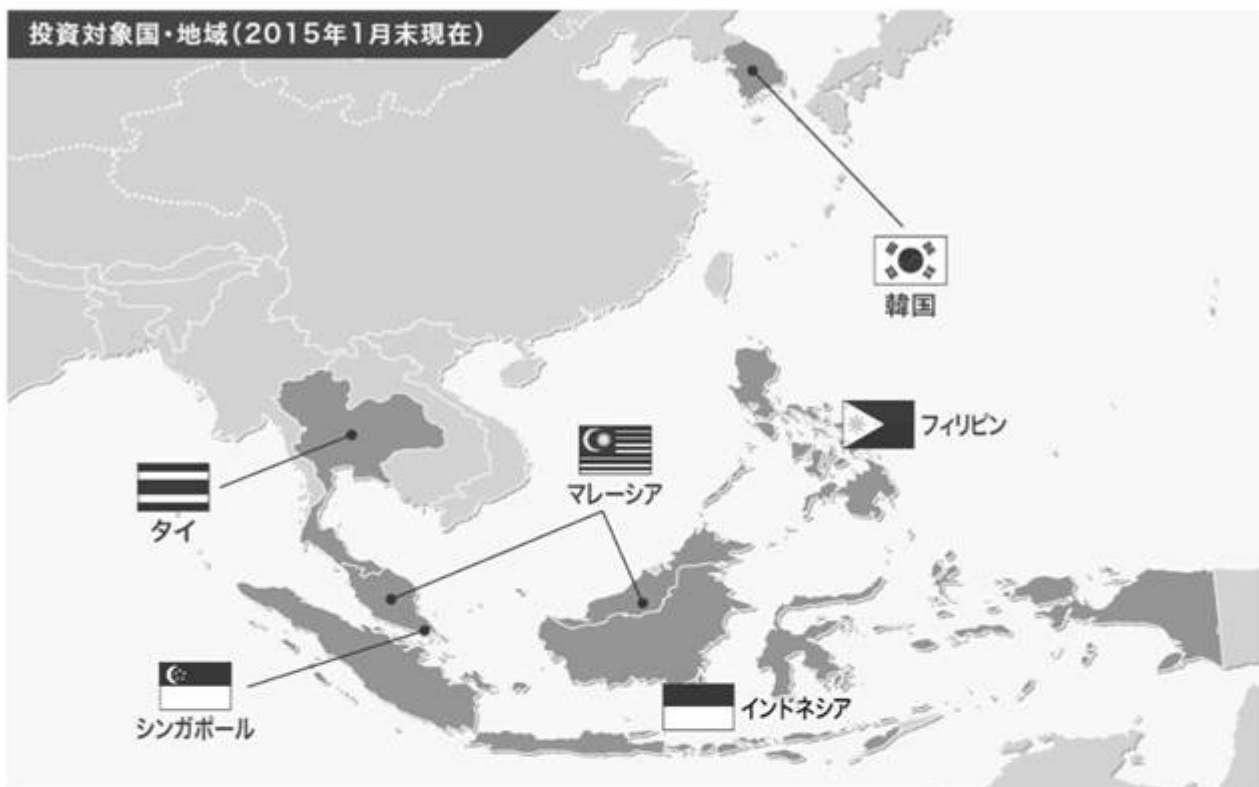 投資対象国・地域(2015年1月末現在)
韓国
フィリピン
マレーシア
タイ
シンガポール
インドネシア